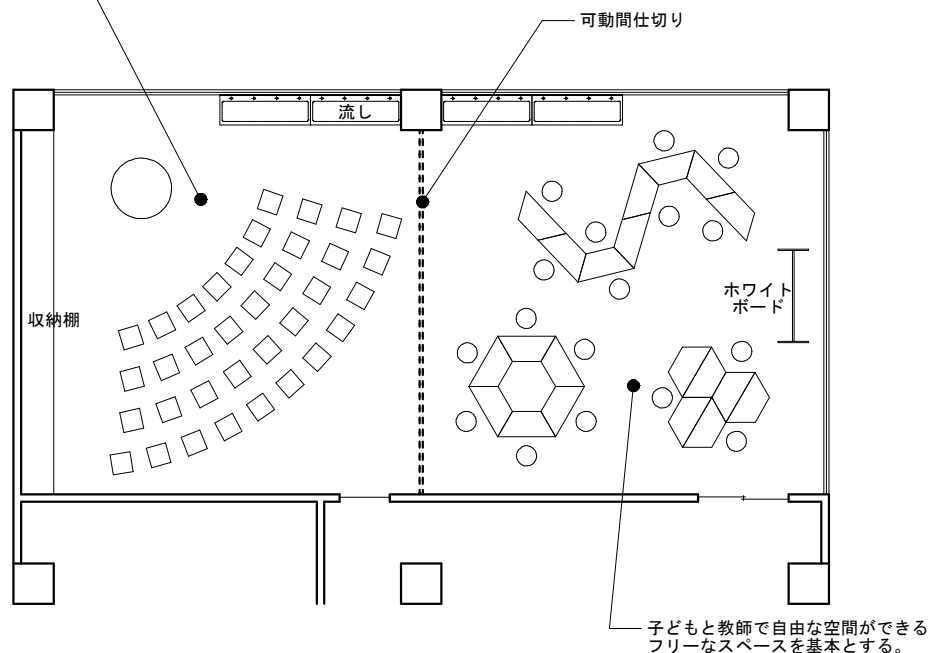 可動間仕切り
流し
収納棚
ホワイト
ボード
子どもと教師で自由な空間ができる
フリーなスペースを基本とする。